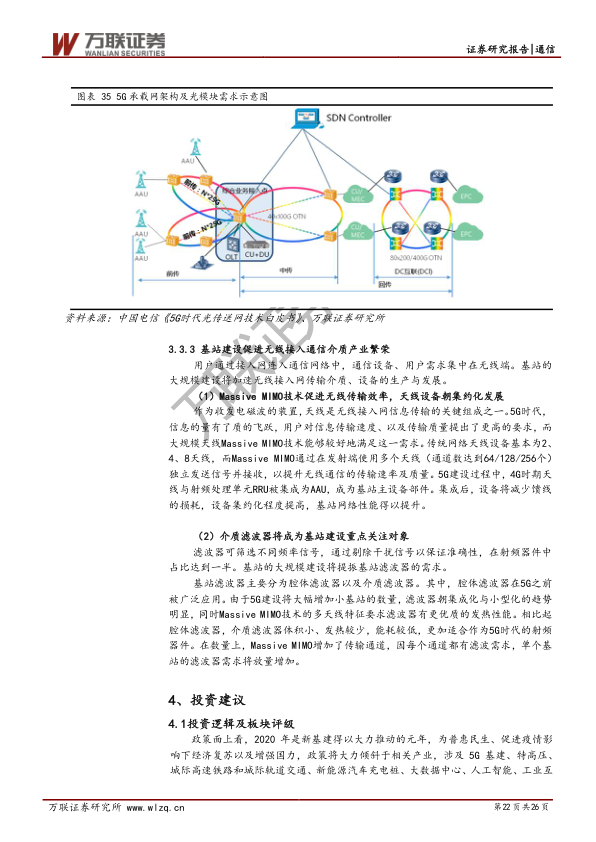 万联证券
WANLIAN SECURITIES
证券研究报告|通信
图表 35 5G承载网架构及光模块需求示意图
SDN Controller
AAU
AAU
AAU
AAU
前传：N*25G
前传：N*25G
综合业务接入点
OLT
CU+DU
40x100G OTN
CU/
MEC
CU/
MEC
EPC
EPC
80x200/400G OTN
前传
中传
DC互联(DCI)
回传
资料来源：中国电信《5G时代光传送网技术白皮书》、万联证券研究所
万联证券
3.3.3 基站建设促进无线接入通信介质产业繁荣
用户通过接入网连入通信网络中，通信设备、用户需求集中在无线端。基站的
大规模建设将加速无线接入网传输介质、设备的生产与发展。
（1）Massive MIMO技术促进无线传输效率，天线设备朝集约化发展
作为收发电磁波的装置，天线是无线接入网信息传输的关键组成之一。5G时代，
信息的量有了质的飞跃，用户对信息传输速度、以及传输质量提出了更高的要求，而
大规模天线Massive MIMO技术能够较好地满足这一需求。传统网络天线设备基本为2、
4、8天线，而Massive MIMO通过在发射端使用多个天线（通道数达到64/128/256个）
独立发送信号并接收，以提升无线通信的传输速率及质量。5G建设过程中，4G时期天
线与射频处理单元RRU被集成为AAU，成为基站主设备部件。集成后，设备将减少馈线
的损耗，设备集约化程度提高，基站网络性能得以提升。
（2）介质滤波器将成为基站建设重点关注对象
滤波器可筛选不同频率信号，通过剔除干扰信号以保证准确性，在射频器件中
占比达到一半。基站的大规模建设将提振基站滤波器的需求。
基站滤波器主要分为腔体滤波器以及介质滤波器。其中，腔体滤波器在5G之前
被广泛应用。由于5G建设将大幅增加小基站的数量，滤波器朝集成化与小型化的趋势
明显，同时Massive MIMO技术的多天线特征要求滤波器有更优质的发热性能。相比起
腔体滤波器，介质滤波器体积小、发热较少，能耗较低，更加适合作为5G时代的射频
器件。在数量上，Massive MIMO增加了传输通道，因每个通道都有滤波需求，单个基
站的滤波器需求将放量增加。
4、投资建议
4.1投资逻辑及板块评级
政策面上看，2020 年是新基建得以大力推动的元年，为普惠民生、促进疫情影
响下经济复苏以及增强国力，政策将大力倾斜于相关产业，涉及 5G 基建、特高压、
城际高速铁路和城际轨道交通、新能源汽车充电桩、大数据中心、人工智能、工业互
万联证券研究所 www.wlzq.cn
第22页共26页